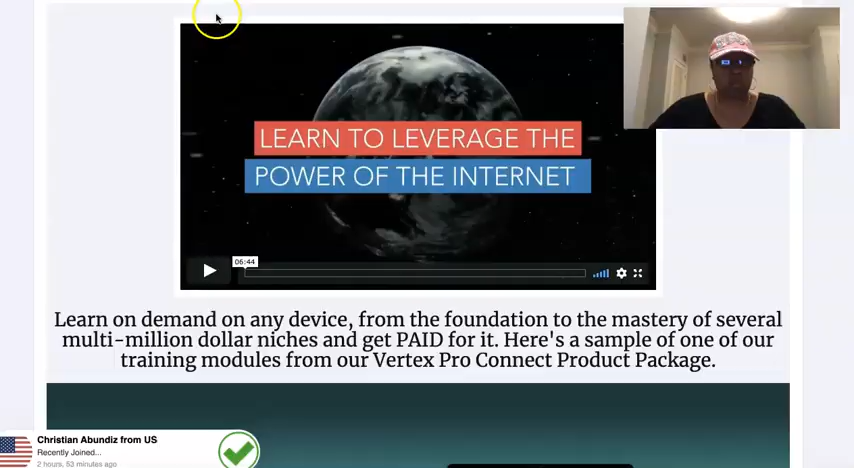 LEARN TO LEVERAGE THE
POWER OF THE INTERNET
06:44
Learn on demand on any device, from the foundation to the mastery of several
multi-million dollar niches and get PAID for it. Here's a sample of one of our
training modules from our Vertex Pro Connect Product Package.
Christian Abundiz from US
Recently Joined...
2 hours, 53 minutes ago